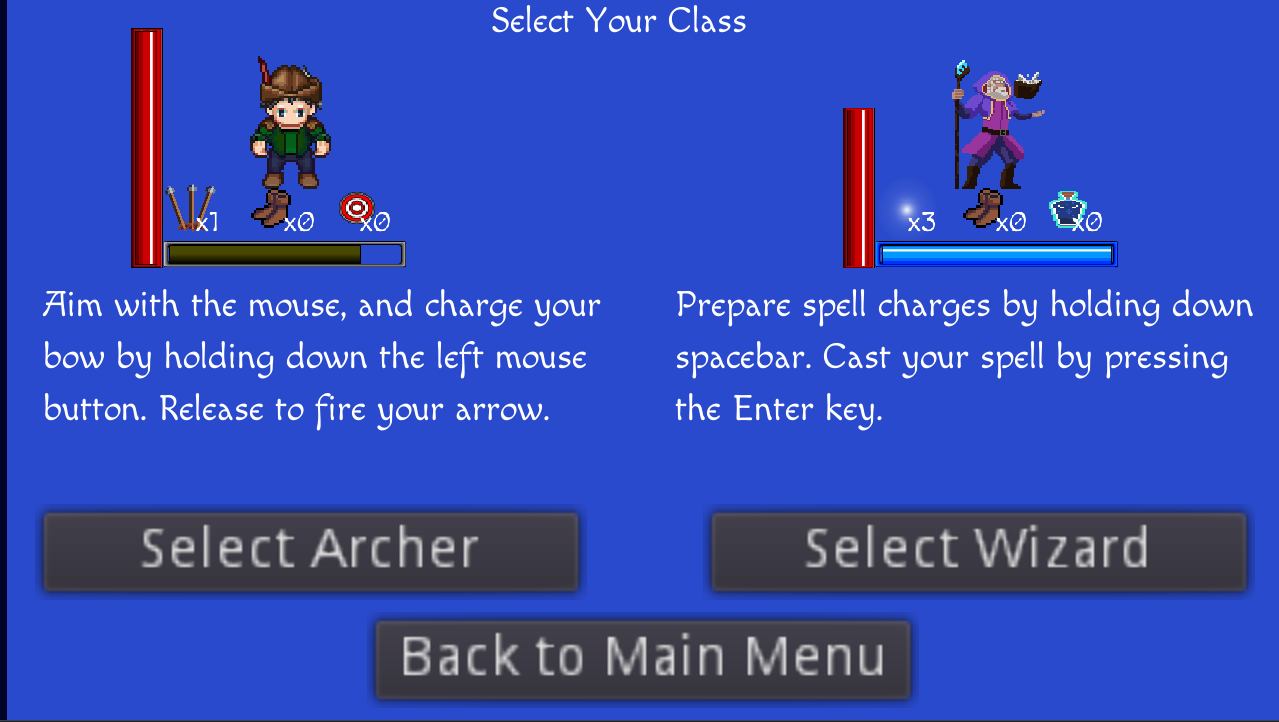 Select Your Class
x1 x0 x0
x3 x0 x0
Aim with the mouse, and charge your
bow by holding down the left mouse
button. Release to fire your arrow.
Prepare spell charges by holding down
spacebar. Cast your spell by pressing
the Enter key.
Select Archer
Select Wizard
Back to Main Menu